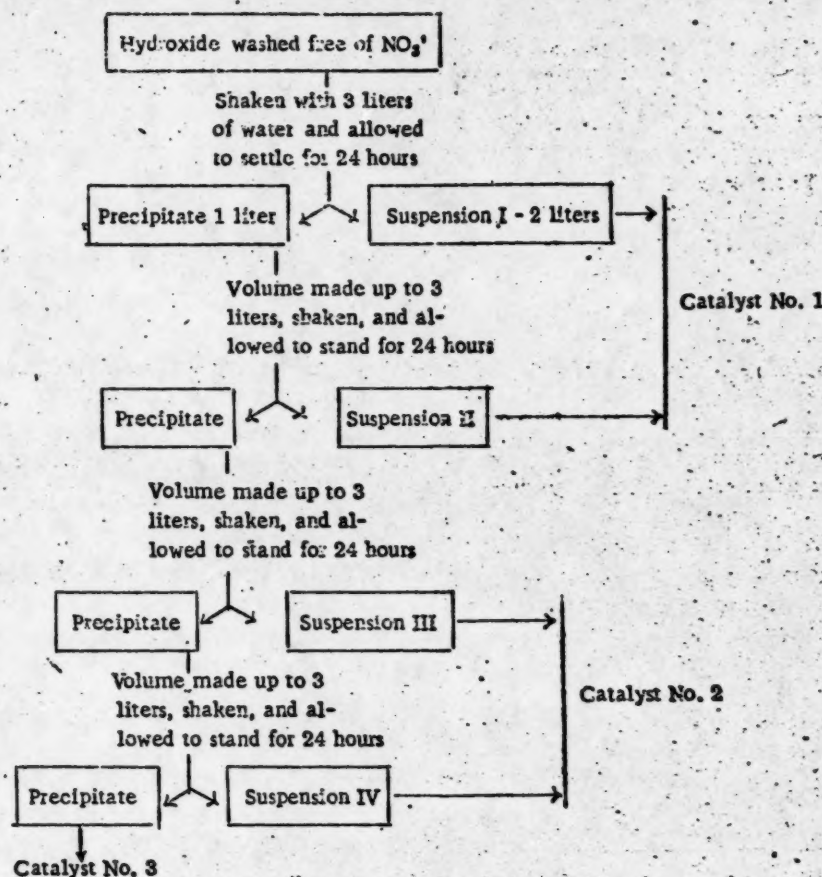 Hydroxide washed free of NO₃'
Shaken with 3 liters
of water and allowed
to settle for 24 hours
Precipitate 1 liter
Suspension I - 2 liters
Volume made up to 3
liters, shaken, and al-
lowed to stand for 24 hours
Catalyst No. 1
Precipitate
Suspension II
Volume made up to 3
liters, shaken, and al-
lowed to stand for 24 hours
Precipitate
Suspension III
Volume made up to 3
liters, shaken, and al-
lowed to stand for 24 hours
Catalyst No. 2
Precipitate
Suspension IV
Catalyst No. 3